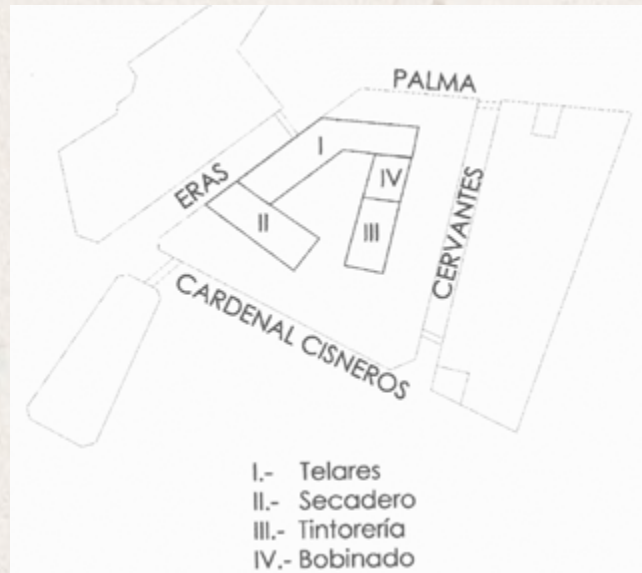 PALMA
I
ERAS
IV
II
III
CERVANTES
CARDENAL CISNEROS
I.- Telares
II.- Secadero
III.- Tintorería
IV.- Bobinado